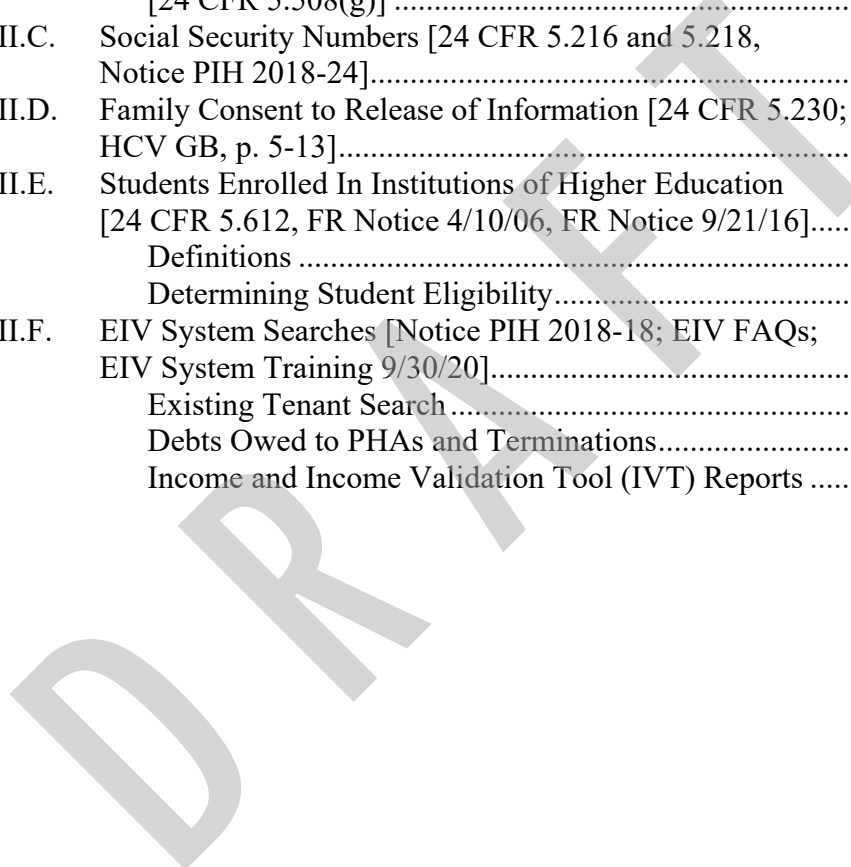 [24 CFR 5.508(g)] ....................................................
II.C. Social Security Numbers [24 CFR 5.216 and 5.218,
Notice PIH 2018-24].......................................................
II.D. Family Consent to Release of Information [24 CFR 5.230;
HCV GB, p. 5-13]...........................................................
II.E. Students Enrolled In Institutions of Higher Education
[24 CFR 5.612, FR Notice 4/10/06, FR Notice 9/21/16].....
Definitions ................................................................
Determining Student Eligibility..................................
II.F. EIV System Searches [Notice PIH 2018-18; EIV FAQs;
EIV System Training 9/30/20].........................................
Existing Tenant Search ..............................................
Debts Owed to PHAs and Terminations......................
Income and Income Validation Tool (IVT) Reports .....
DRAFT